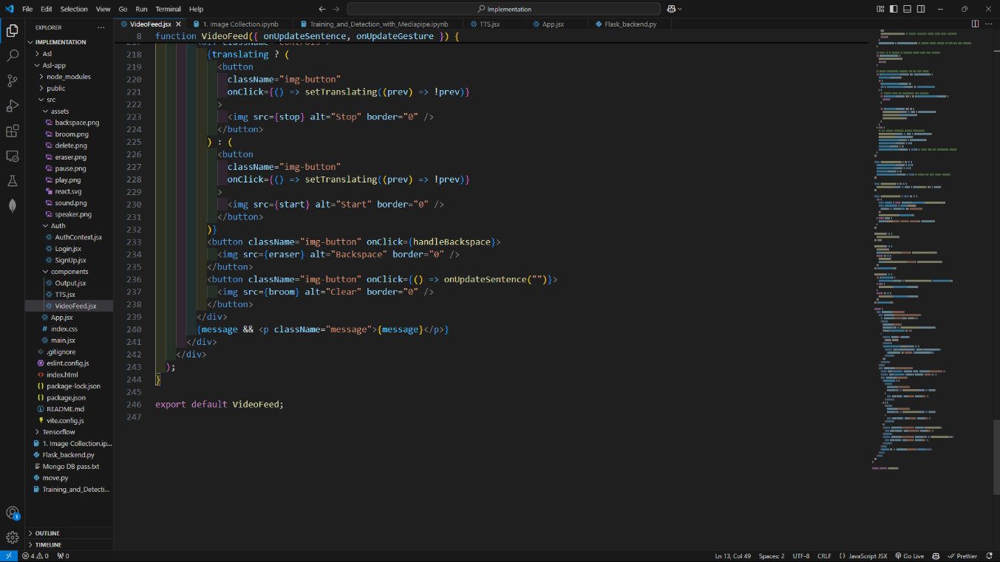 File Edit Selection View Go Run Terminal Help
Implementation
EXPLORER
VideoFeed.jsx
1. Image Collection.ipynb
Training_and_Detection_with_Mediapipe.ipynb
TTS.jsx
App.jsx
Flask_backend.py
IMPLEMENTATION
Asl
Asl-app
node_modules
public
src
assets
backspace.png
broom.png
delete.png
eraser.png
pause.png
play.png
react.svg
sound.png
speaker.png
Auth
AuthContext.jsx
Login.jsx
SignUp.jsx
components
Output.jsx
TTS.jsx
VideoFeed.jsx
App.jsx
index.css
main.jsx
.gitignore
eslint.config.js
index.html
package-lock.json
package.json
README.md
vite.config.js
Tensorflow
1. Image Collection.ip...
Flask_backend.py
Mongo DB pass.txt
move.py
Training_and_Detecti...
OUTLINE
TIMELINE
8 function VideoFeed({ onUpdateSentence, onUpdateGesture }) {
217 <div className="controls">
218 {translating ? (
219 <button
220 className="img-button"
221 onClick={() => setTranslating((prev) => !prev)}
222 >
223 <img src={stop} alt="Stop" border="0" />
224 </button>
225 ) : (
226 <button
227 className="img-button"
228 onClick={() => setTranslating((prev) => !prev)}
229 >
230 <img src={start} alt="Start" border="0" />
231 </button>
232 )}
233 <button className="img-button" onClick={handleBackspace}>
234 <img src={eraser} alt="Backspace" border="0" />
235 </button>
236 <button className="img-button" onClick={() => onUpdateSentence("")}>
237 <img src={broom} alt="Clear" border="0" />
238 </button>
239 </div>
240 {message && <p className="message">{message}</p>}
241 </div>
242 </div>
243 );
244 }
245
246 export default VideoFeed;
247
1
4 0 0
Ln 13, Col 49 Spaces: 2 UTF-8 CRLF {} JavaScript JSX Go Live Prettier